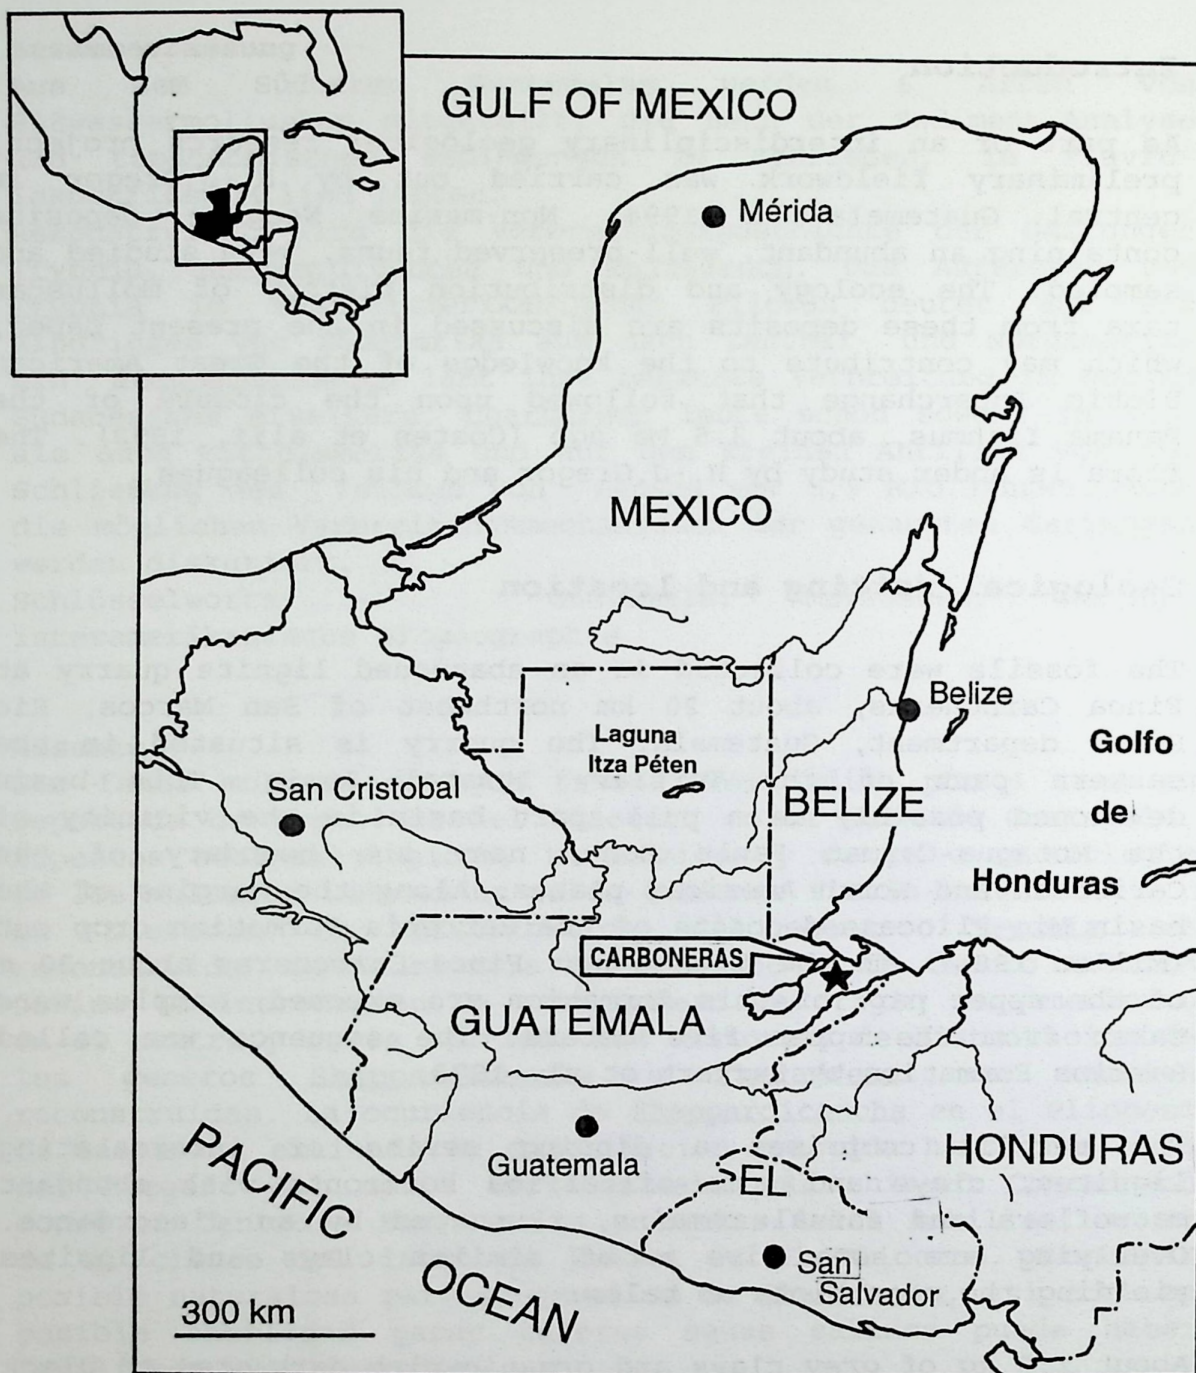 GULF OF MEXICO
Mérida
MEXICO
Belize
Laguna
Itza Péten
Golfo
de
Honduras
San Cristobal
BELIZE
CARBONERAS
GUATEMALA
HONDURAS
Guatemala
EL
San
Salvador
PACIFIC
OCEAN
300 km